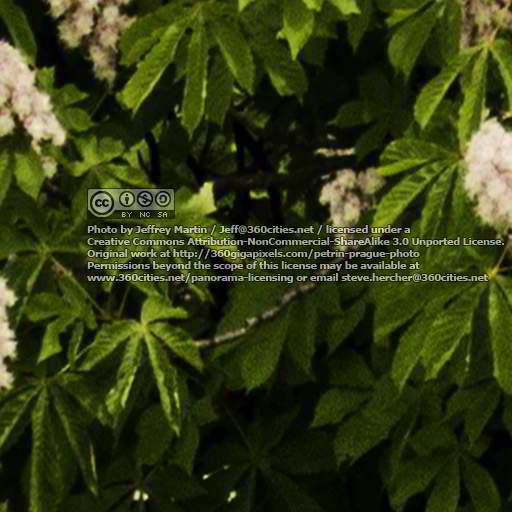 cc
BY NC SA
Photo by Jeffrey Martin / Jeff@360cities.net / licensed under a
Creative Commons Attribution-NonCommercial-ShareAlike 3.0 Unported License.
Original work at http://360gigapixels.com/petrin-prague-photo
Permissions beyond the scope of this license may be available at
www.360cities.net/panorama-licensing or email steve.hercher@360cities.net